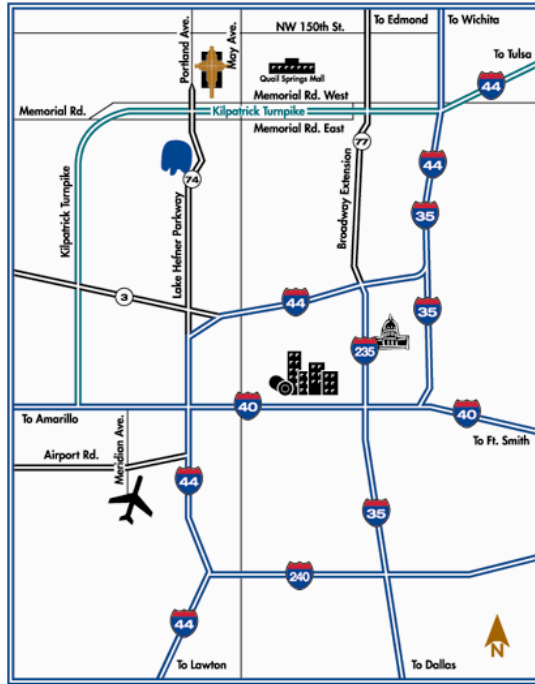 To Edmond
To Wichita
NW 150th St.
Portland Ave.
May Ave.
To Tulsa
Quail Springs Mall
44
Memorial Rd. West
Memorial Rd.
Kilpatrick Turnpike
Memorial Rd. East
77
44
74
Kilpatrick Turnpike
Lake Hefner Parkway
Broadway Extension
35
3
44
35
235
40
40
To Amarillo
Meridian Ave.
To Ft. Smith
Airport Rd.
44
35
240
44
N
To Lawton
To Dallas